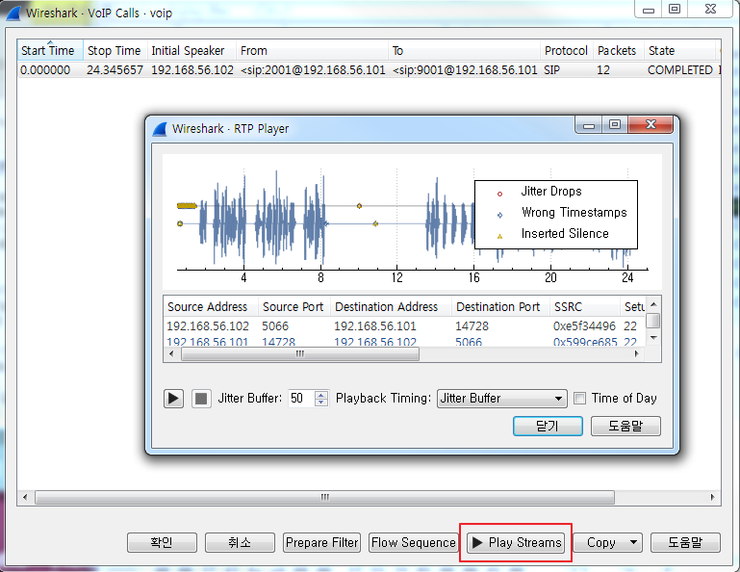 Wireshark · VoIP Calls · voip
Start Time Stop Time Initial Speaker From To Protocol Packets State
0.000000 24.345657 192.168.56.102 <sip:2001@192.168.56.101 <sip:9001@192.168.56.101 SIP 12 COMPLETED
Wireshark · RTP Player
Jitter Drops
Wrong Timestamps
Inserted Silence
4 8 12 16 20 24
Source Address Source Port Destination Address Destination Port SSRC Setu
192.168.56.102 5066 192.168.56.101 14728 0xe5f34496 22
192.168.56.101 14728 192.168.56.102 5066 0x599ce685 22
Jitter Buffer: 50 Playback Timing: Jitter Buffer Time of Day
닫기 도움말
확인 취소 Prepare Filter Flow Sequence Play Streams Copy 도움말